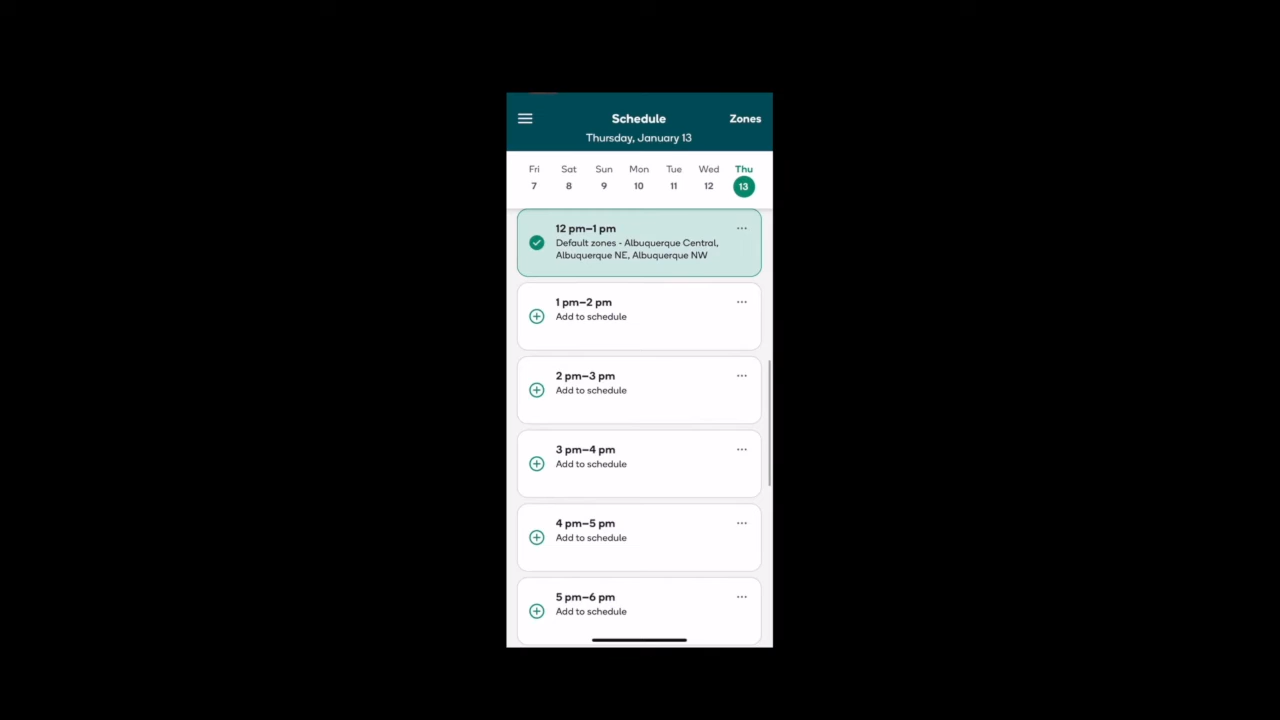 Schedule
Zones
Thursday, January 13
Fri Sat Sun Mon Tue Wed Thu
7 8 9 10 11 12 13
12 pm–1 pm
Default zones - Albuquerque Central,
Albuquerque NE, Albuquerque NW
1 pm–2 pm
Add to schedule
2 pm–3 pm
Add to schedule
3 pm–4 pm
Add to schedule
4 pm–5 pm
Add to schedule
5 pm–6 pm
Add to schedule